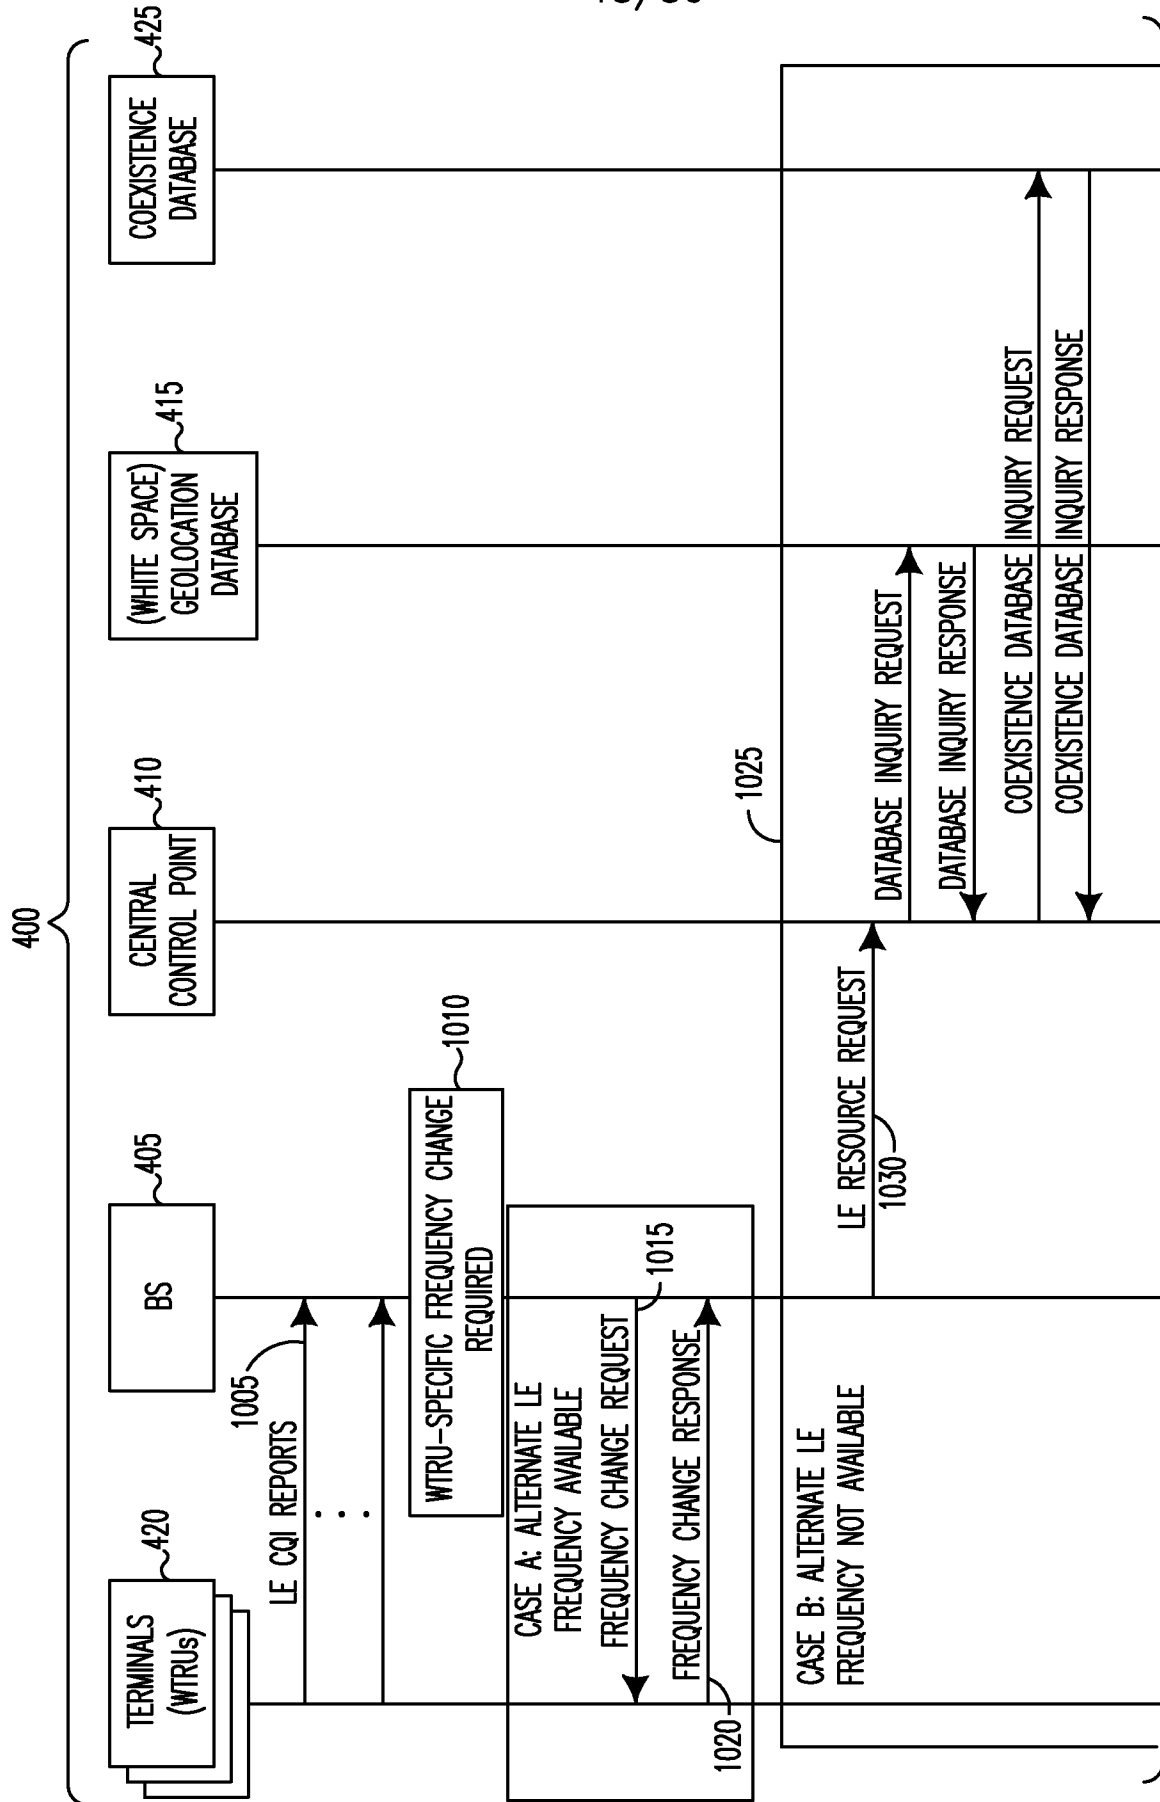 400
TERMINALS
(WTRUs)
420
BS
405
CENTRAL
CONTROL POINT
410
(WHITE SPACE)
GEOLOCATION
DATABASE
415
COEXISTENCE
DATABASE
425
LE CQI REPORTS
1005
. . .
WTRU-SPECIFIC FREQUENCY CHANGE
REQUIRED
1010
CASE A: ALTERNATE LE
FREQUENCY AVAILABLE
FREQUENCY CHANGE REQUEST
1015
FREQUENCY CHANGE RESPONSE
1020
1025
CASE B: ALTERNATE LE
FREQUENCY NOT AVAILABLE
LE RESOURCE REQUEST
1030
DATABASE INQUIRY REQUEST
DATABASE INQUIRY RESPONSE
COEXISTENCE DATABASE INQUIRY REQUEST
COEXISTENCE DATABASE INQUIRY RESPONSE